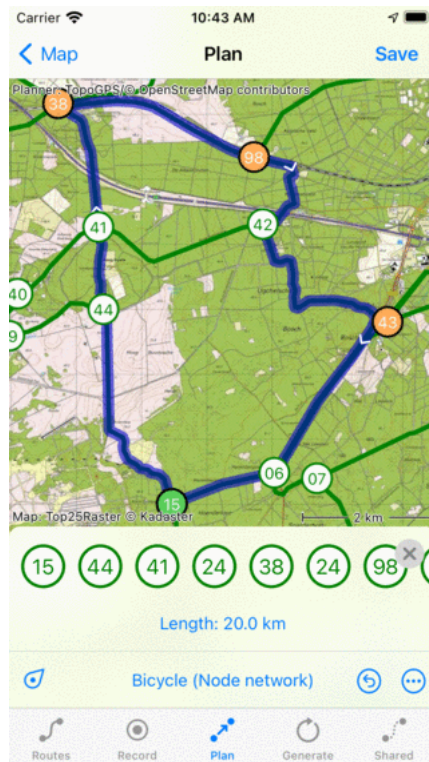 Carrier 10:43 AM
Map Plan Save
Planner: TopoGPS/© OpenStreetMap contributors
38
98
41
42
40
44
43
9
06
07
15
Map: Top25Raster © Kadaster 2 km
15 44 41 24 38 24 98
Length: 20.0 km
Bicycle (Node network)
Routes Record Plan Generate Shared